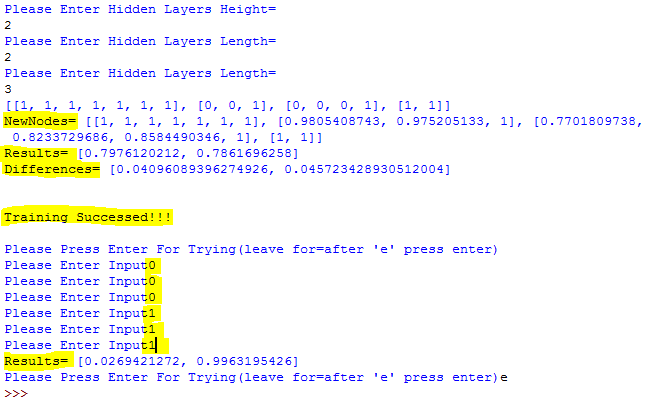 Please Enter Hidden Layers Height=
2
Please Enter Hidden Layers Length=
2
Please Enter Hidden Layers Length=
3
[[1, 1, 1, 1, 1, 1, 1], [0, 0, 1], [0, 0, 0, 1], [1, 1]]
NewNodes= [[1, 1, 1, 1, 1, 1, 1], [0.9805408743, 0.975205133, 1], [0.7701809738,
0.8233729686, 0.8584490346, 1], [1, 1]]
Results= [0.7976120212, 0.7861696258]
Differences= [0.04096089396274926, 0.045723428930512004]
Training Successed!!!
Please Press Enter For Trying(leave for=after 'e' press enter)
Please Enter Input0
Please Enter Input0
Please Enter Input0
Please Enter Input1
Please Enter Input1
Please Enter Input1
Results= [0.0269421272, 0.9963195426]
Please Press Enter For Trying(leave for=after 'e' press enter)e
>>>